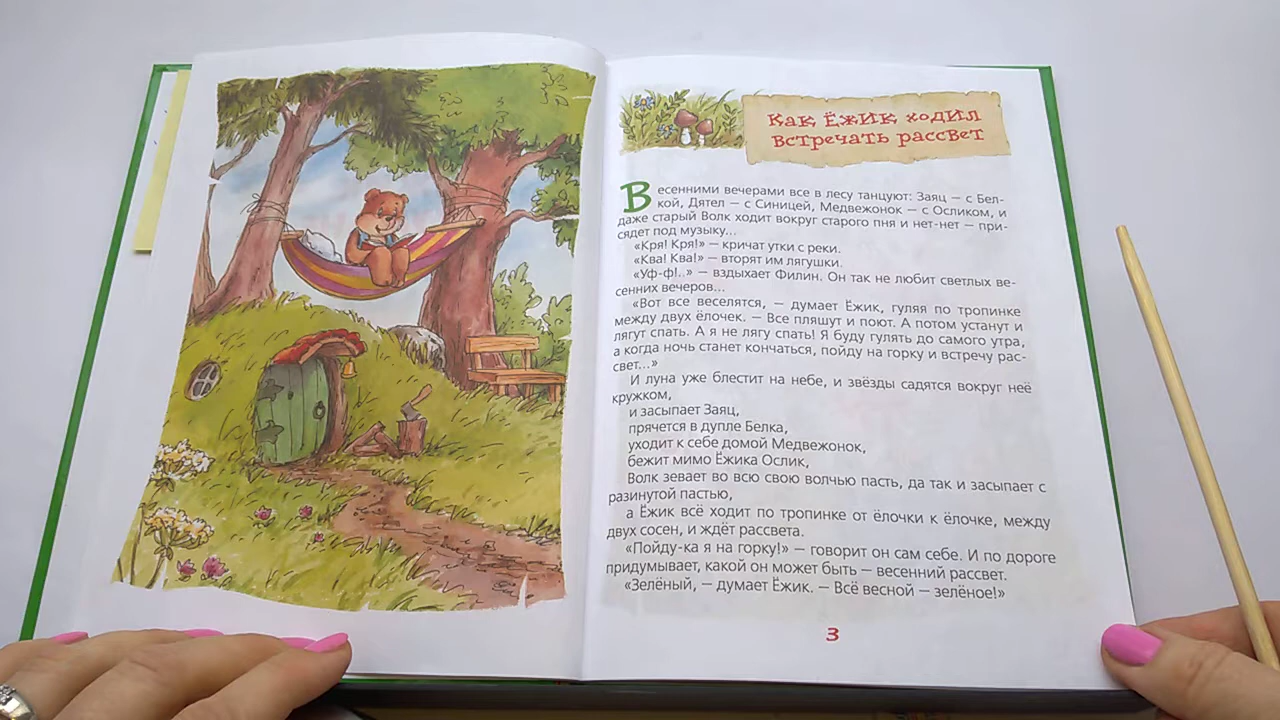 Как Ёжик ходил
встречать рассвет
Весенними вечерами все в лесу танцуют: Заяц — с Бел-
кой, Дятел — с Синицей, Медвежонок — с Осликом, и
даже старый Волк ходит вокруг старого пня и нет-нет — при-
сядет под музыку...
«Кря! Кря!» — кричат утки с реки.
«Ква! Ква!» — вторят им лягушки.
«Уф-ф!..» — вздыхает Филин. Он так не любит светлых ве-
сенних вечеров...
«Вот все веселятся, — думает Ёжик, гуляя по тропинке
между двух ёлочек. — Все пляшут и поют. А потом устанут и
лягут спать. А я не лягу спать! Я буду гулять до самого утра,
а когда ночь станет кончаться, пойду на горку и встречу рас-
свет...»
И луна уже блестит на небе, и звёзды садятся вокруг неё
кружком,
и засыпает Заяц,
прячется в дупле Белка,
уходит к себе домой Медвежонок,
бежит мимо Ёжика Ослик,
Волк зевает во всю свою волчью пасть, да так и засыпает с
разинутой пастью,
а Ёжик всё ходит по тропинке от ёлочки к ёлочке, между
двух сосен, и ждёт рассвета.
«Пойду-ка я на горку!» — говорит он сам себе. И по дороге
придумывает, какой он может быть — весенний рассвет.
«Зелёный, — думает Ёжик. — Всё весной — зелёное!»
3